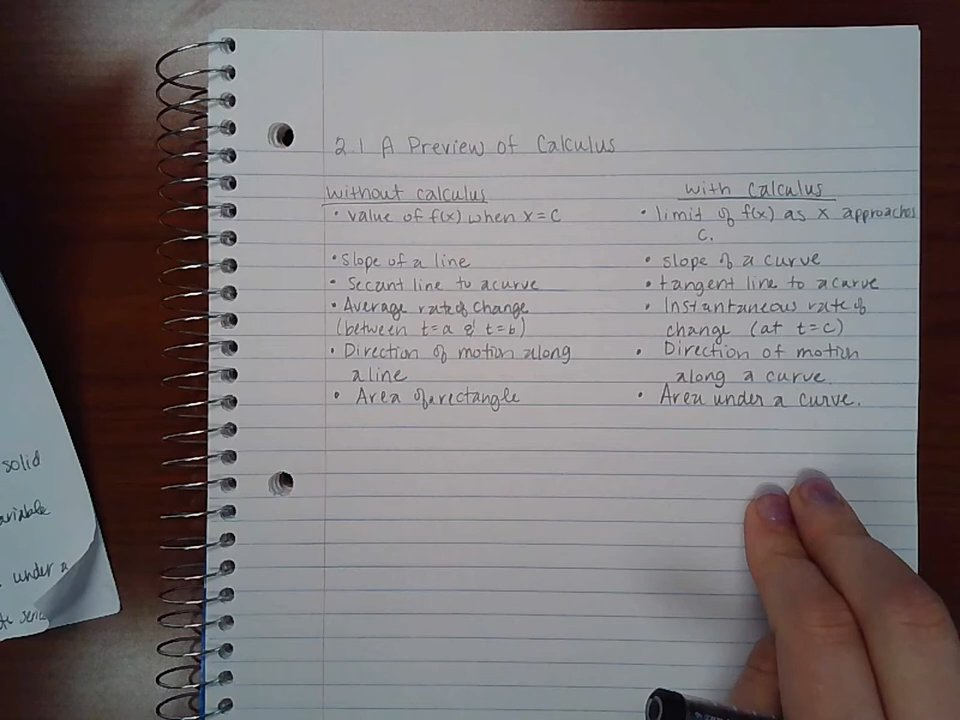 2.1 A Preview of Calculus
without calculus
• value of f(x) when x = c
• Slope of a line
• Secant line to a curve
• Average rate of change
(between t=a & t=b)
• Direction of motion along
a line
• Area of a rectangle
with calculus
• limit of f(x) as x approaches
c.
• slope of a curve
• tangent line to a curve
• Instantaneous rate of
change (at t=c)
• Direction of motion
along a curve
• Area under a curve.
solid
under a